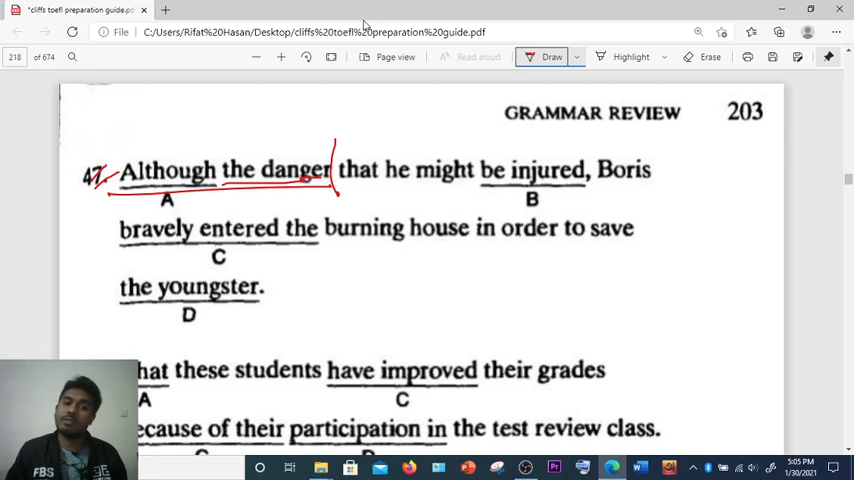 *cliffs toefl preparation guide.pd
File C:/Users/Rifat%20Hasan/Desktop/cliffs%20toefl%20preparation%20guide.pdf
218 of 674 Page view Read aloud Draw Highlight Erase
GRAMMAR REVIEW 203
47. Although the danger that he might be injured, Boris
A B
bravely entered the burning house in order to save
C
the youngster.
D
hat these students have improved their grades
A C
ecause of their participation in the test review class.
FBS
5:05 PM
1/30/2021